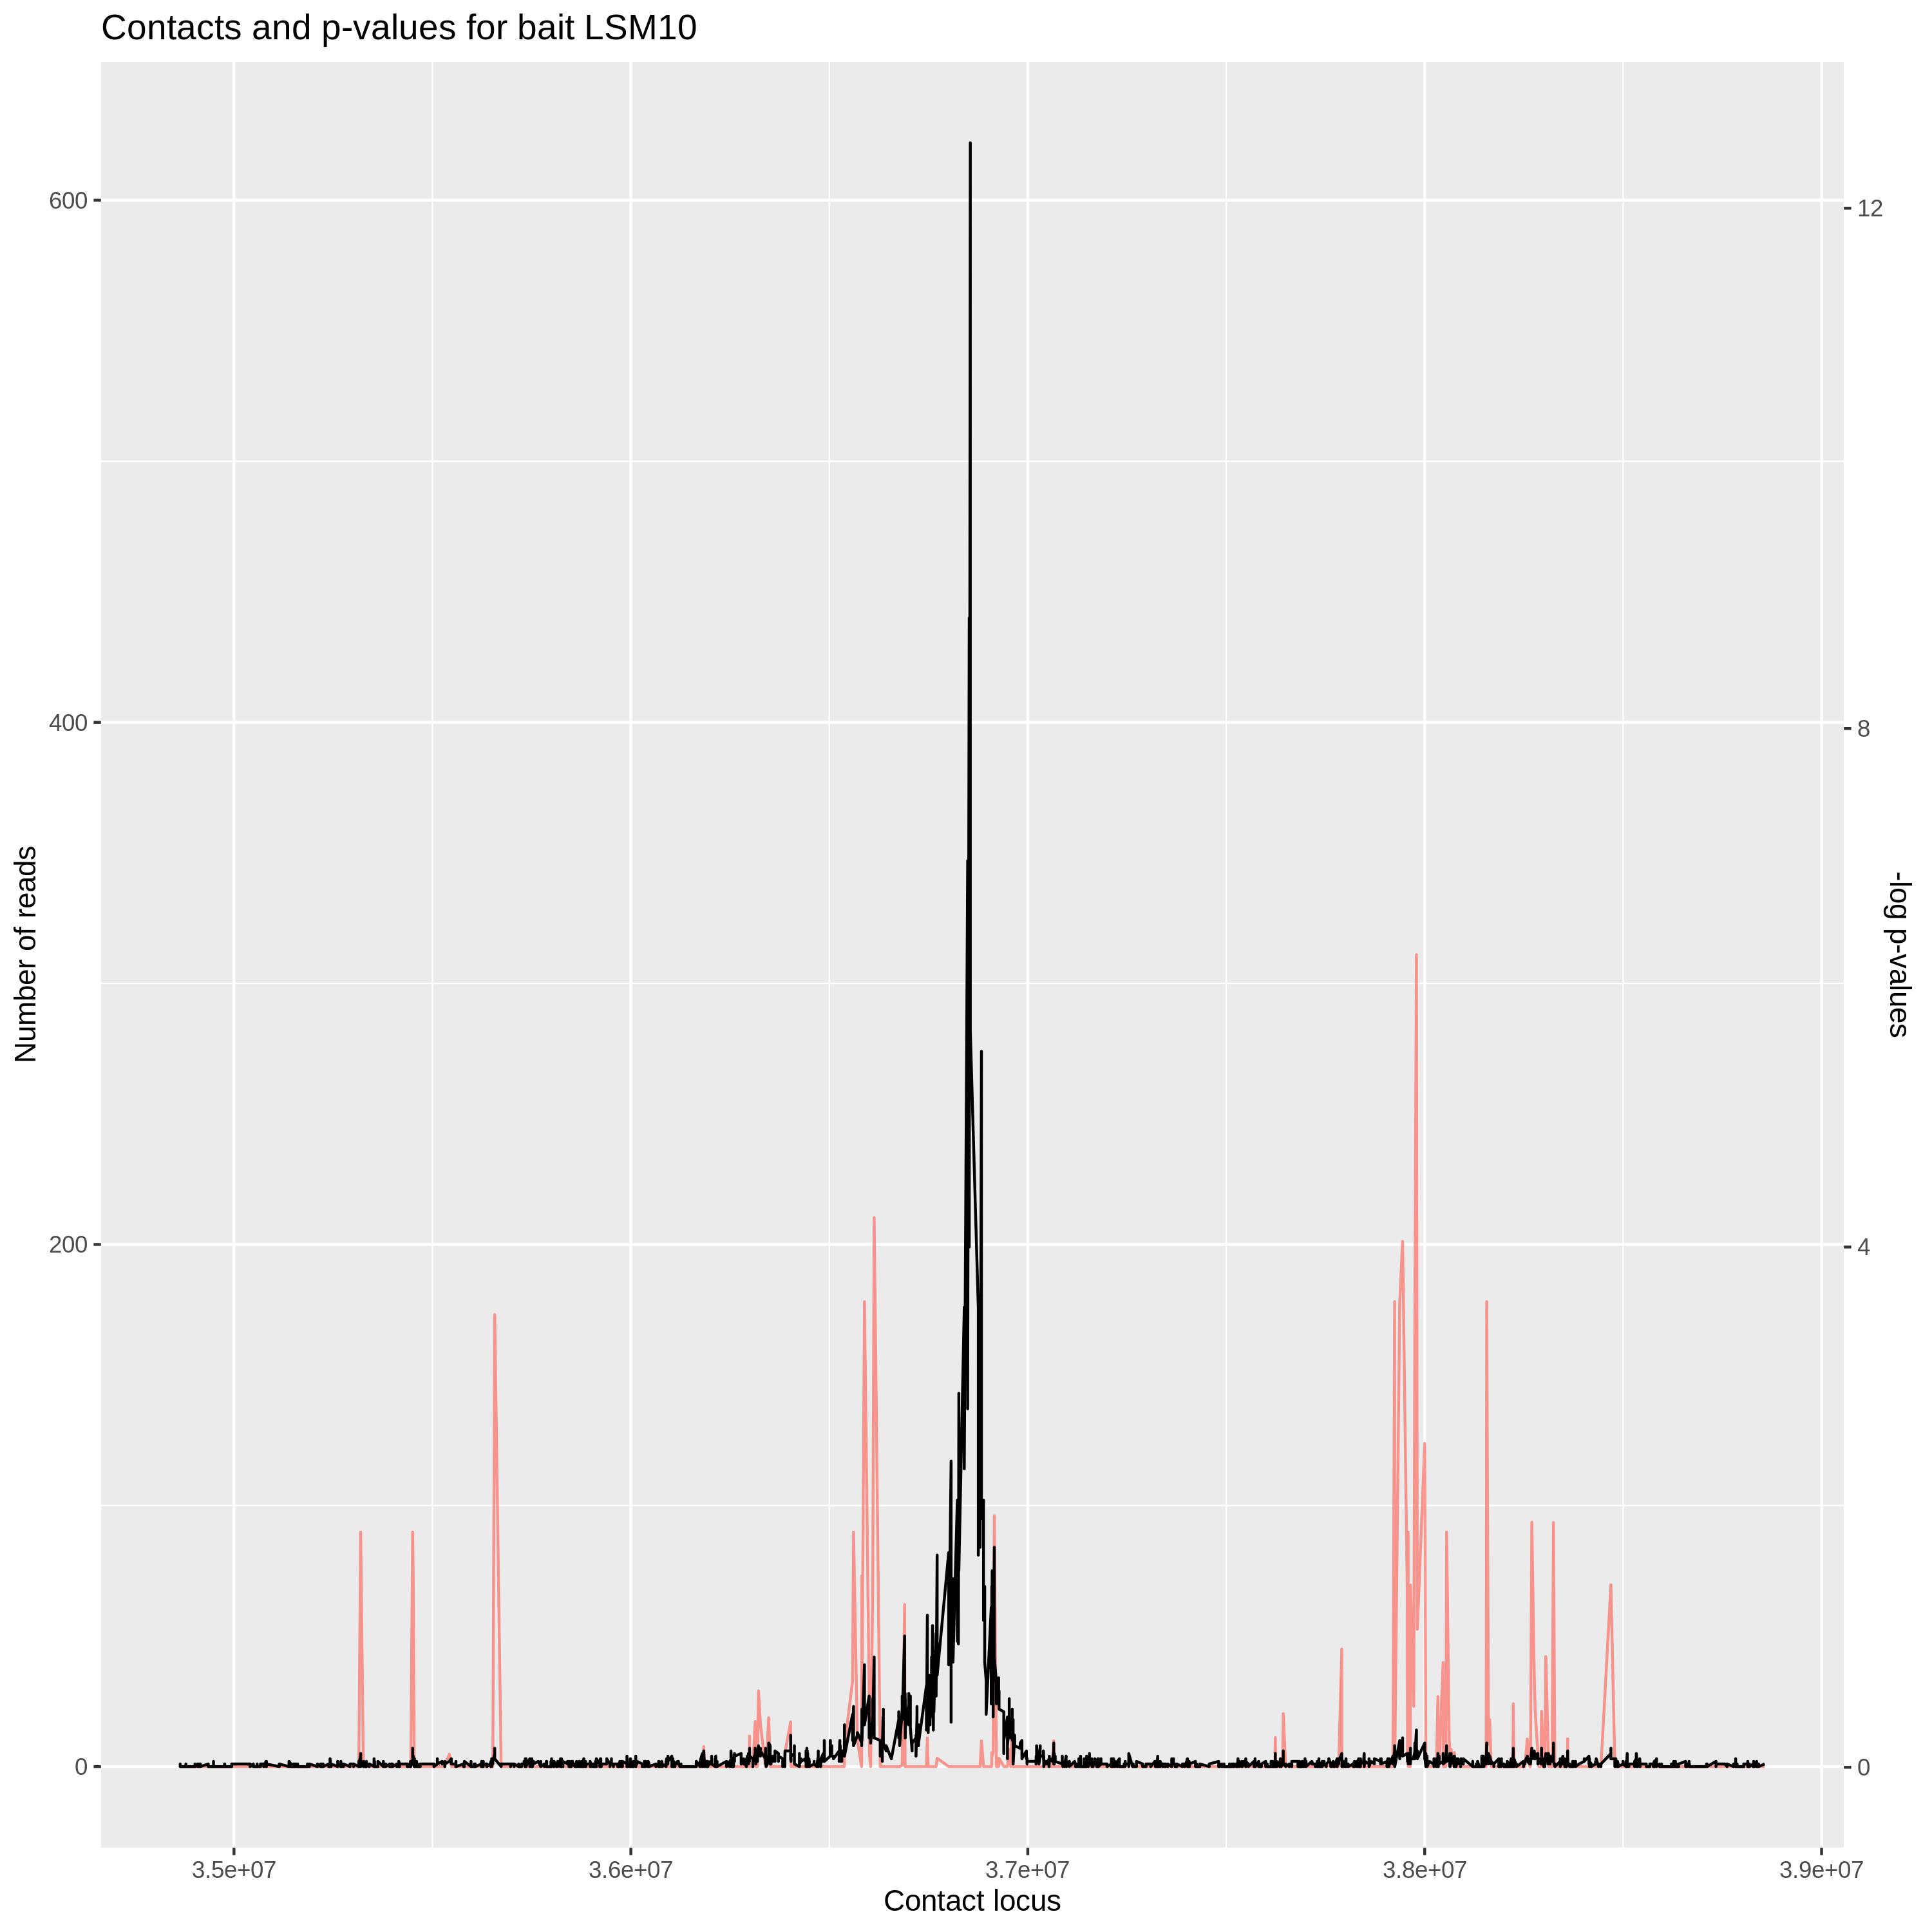 Contacts and p-values for bait LSM10
600
400
200
0
12
8
4
0
Number of reads
-log p-values
3.5e+07 3.6e+07 3.7e+07 3.8e+07 3.9e+07
Contact locus